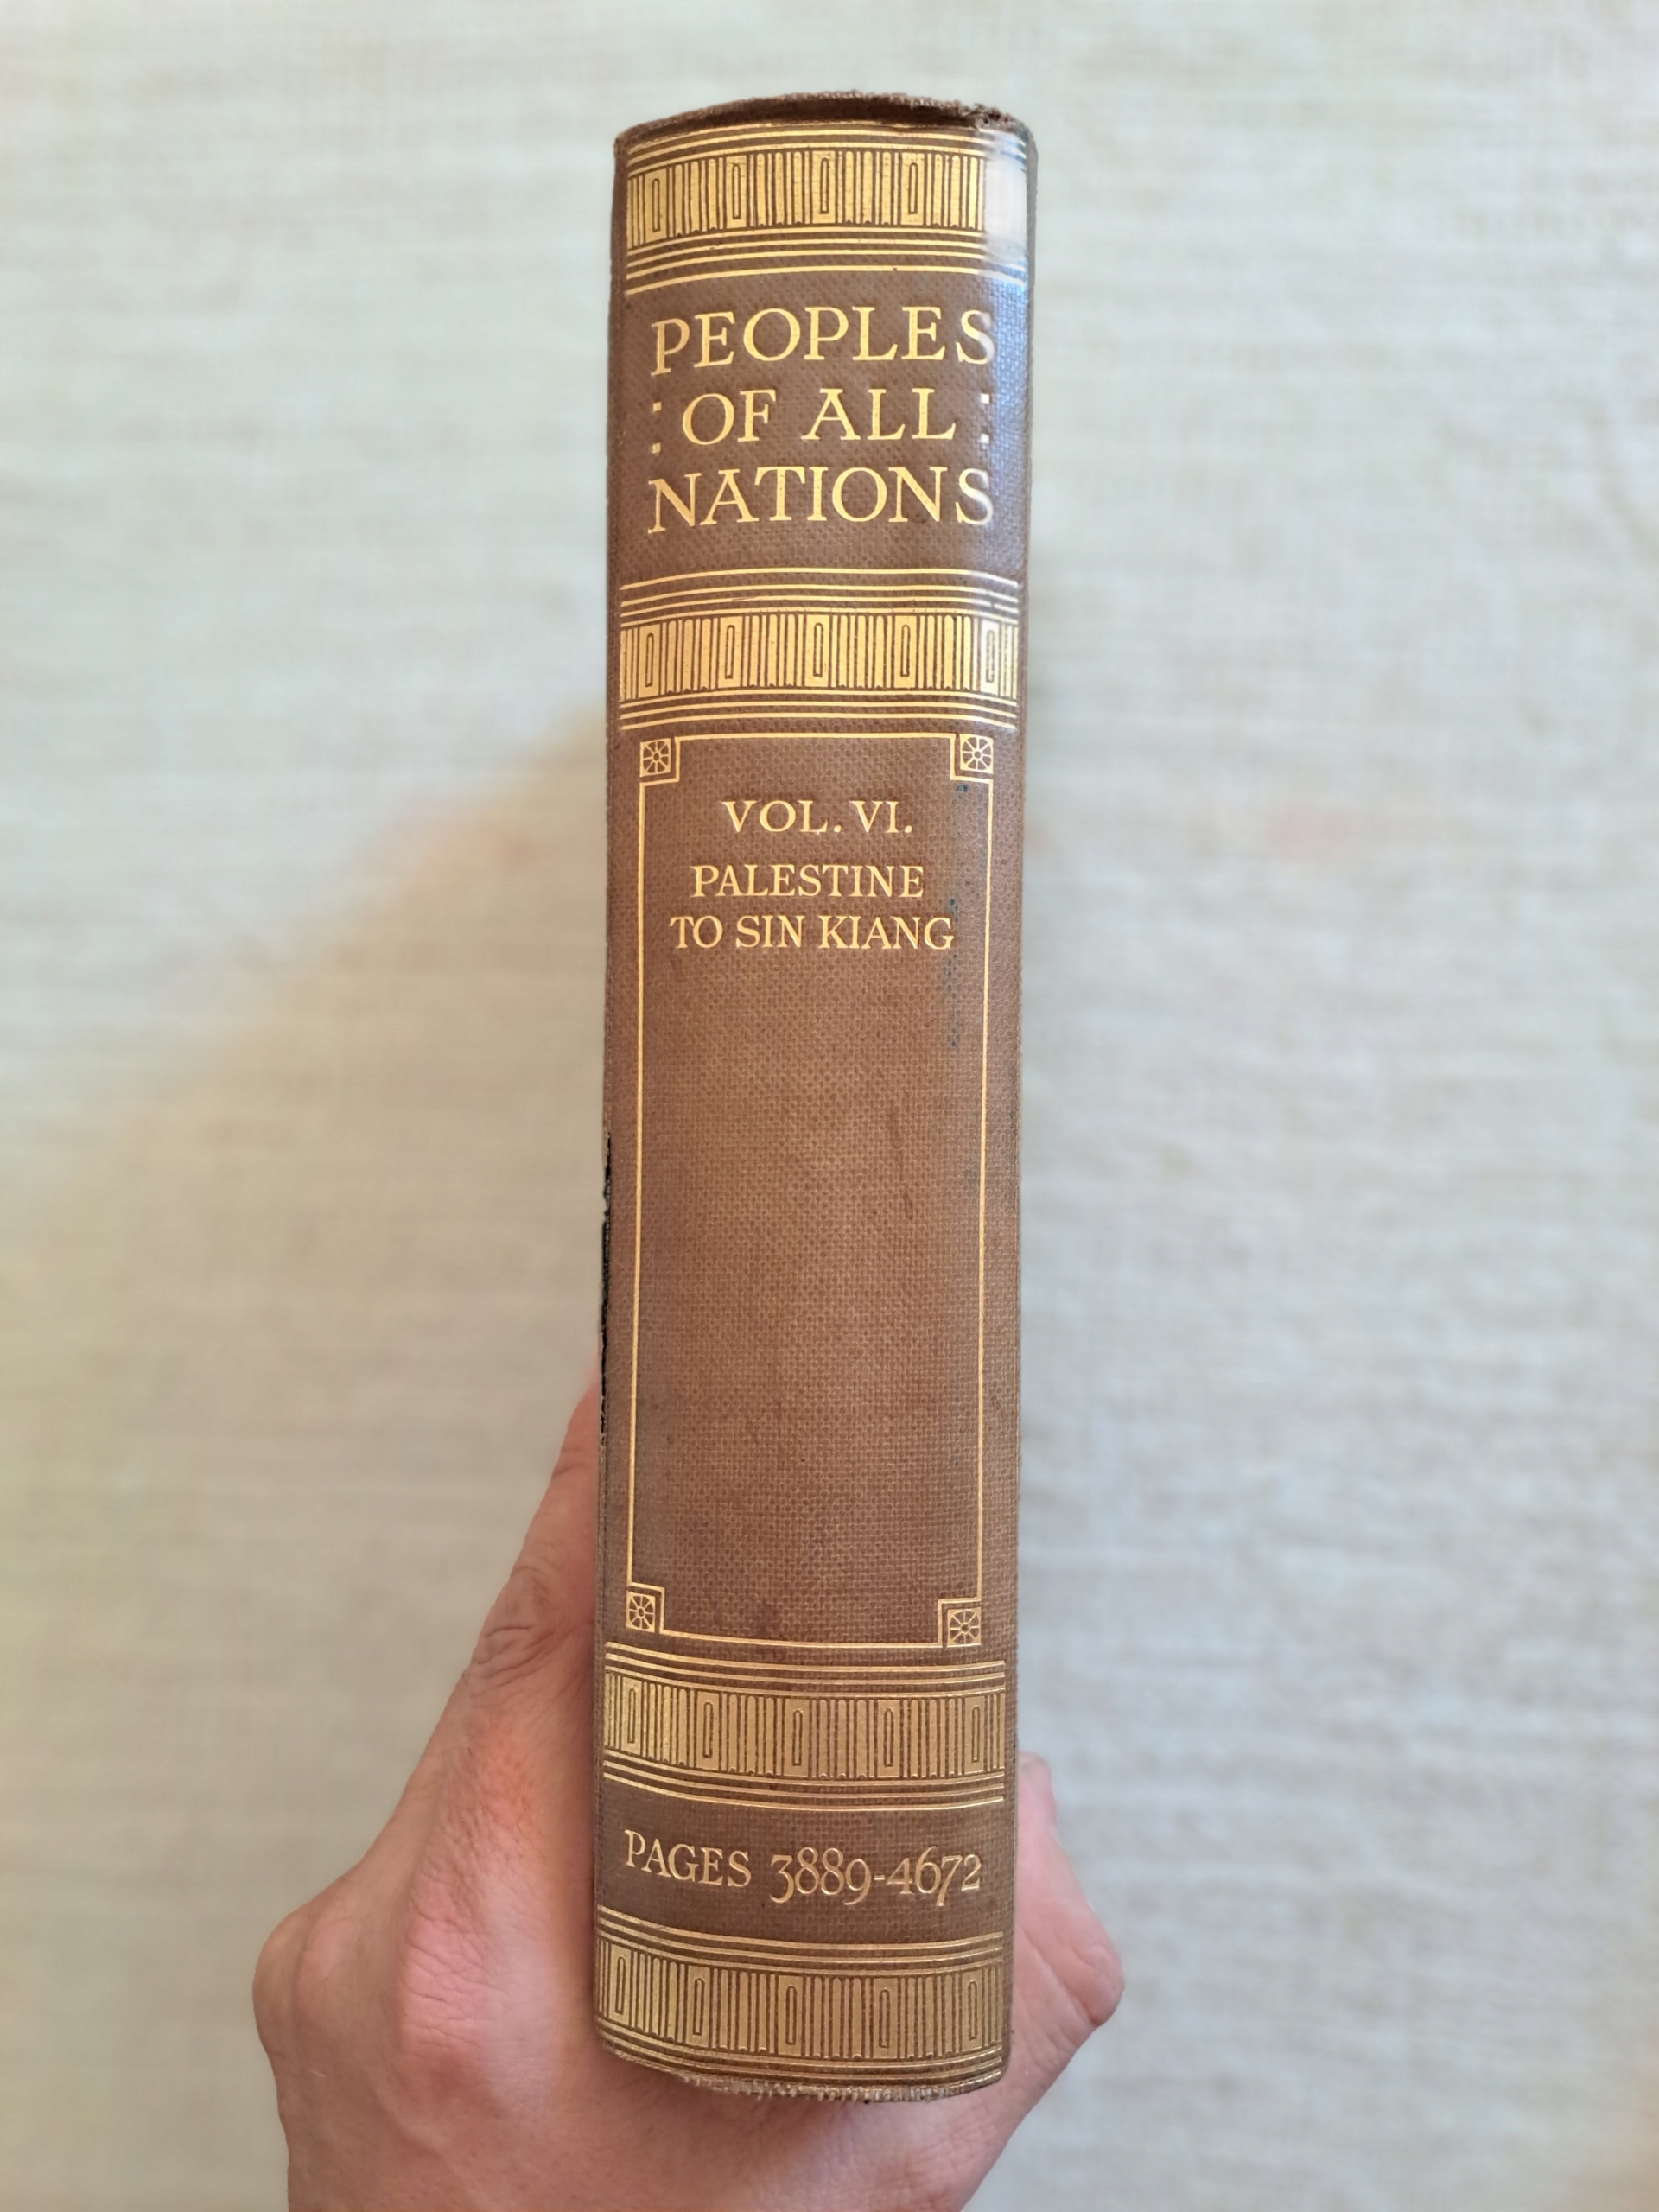 PEOPLES
: OF ALL :
NATIONS
VOL. VI.
PALESTINE
TO SIN KIANG
PAGES 3889-4672